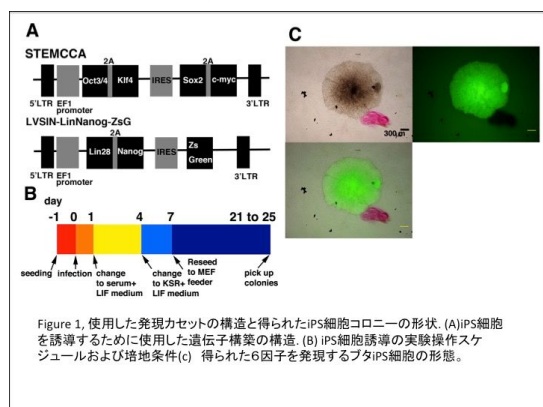 A
STEMCCA
2A 2A
Oct3/4 Klf4 IRES Sox2 c-myc
5'LTR EF1 promoter 3'LTR
LVSIN-LinNanog-ZsG
2A
Lin28 Nanog IRES Zs Green
5'LTR EF1 promoter 3'LTR
B
day
-1 0 1 4 7 21 to 25
seeding infection change to serum+ LIF medium change to KSR+ LIF medium Reseed to MEF feeder pick up colonies
C
300μm
Figure 1, 使用した発現カセットの構造と得られたiPS細胞コロニーの形状. (A)iPS細胞
を誘導するために使用した遺伝子構築の構造. (B) iPS細胞誘導の実験操作スケ
ジュールおよび培地条件(c) 得られた6因子を発現するブタiPS細胞の形態。